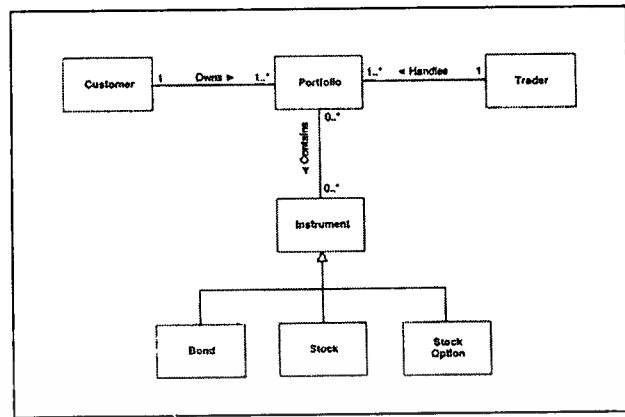 Customer
1
Owns ►
1..*
Portfolio
1..*
◄ Handles
1
Trader
0..*
◄ Contains
0..*
Instrument
Bond
Stock
Stock
Option